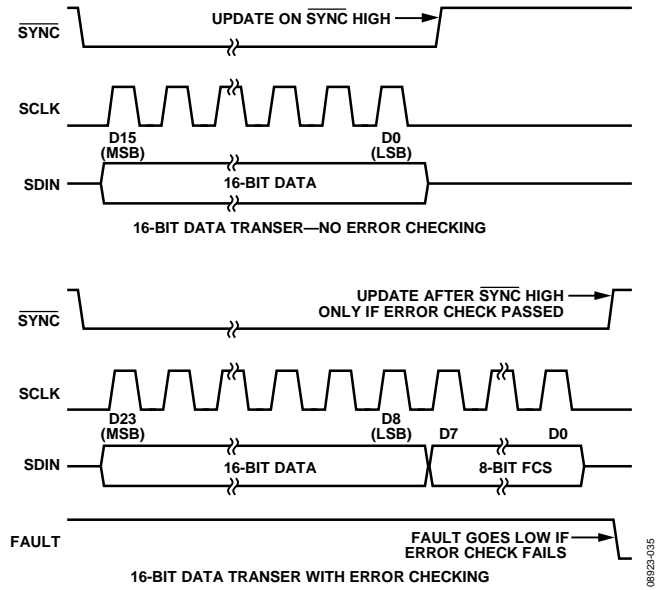 UPDATE ON SYNC HIGH
SYNC
SCLK
D15
(MSB)
D0
(LSB)
SDIN
16-BIT DATA
16-BIT DATA TRANSER—NO ERROR CHECKING
UPDATE AFTER SYNC HIGH
ONLY IF ERROR CHECK PASSED
SYNC
SCLK
D23
(MSB)
D8
(LSB)
D7
D0
SDIN
16-BIT DATA
8-BIT FCS
FAULT
FAULT GOES LOW IF
ERROR CHECK FAILS
16-BIT DATA TRANSER WITH ERROR CHECKING
08923-035